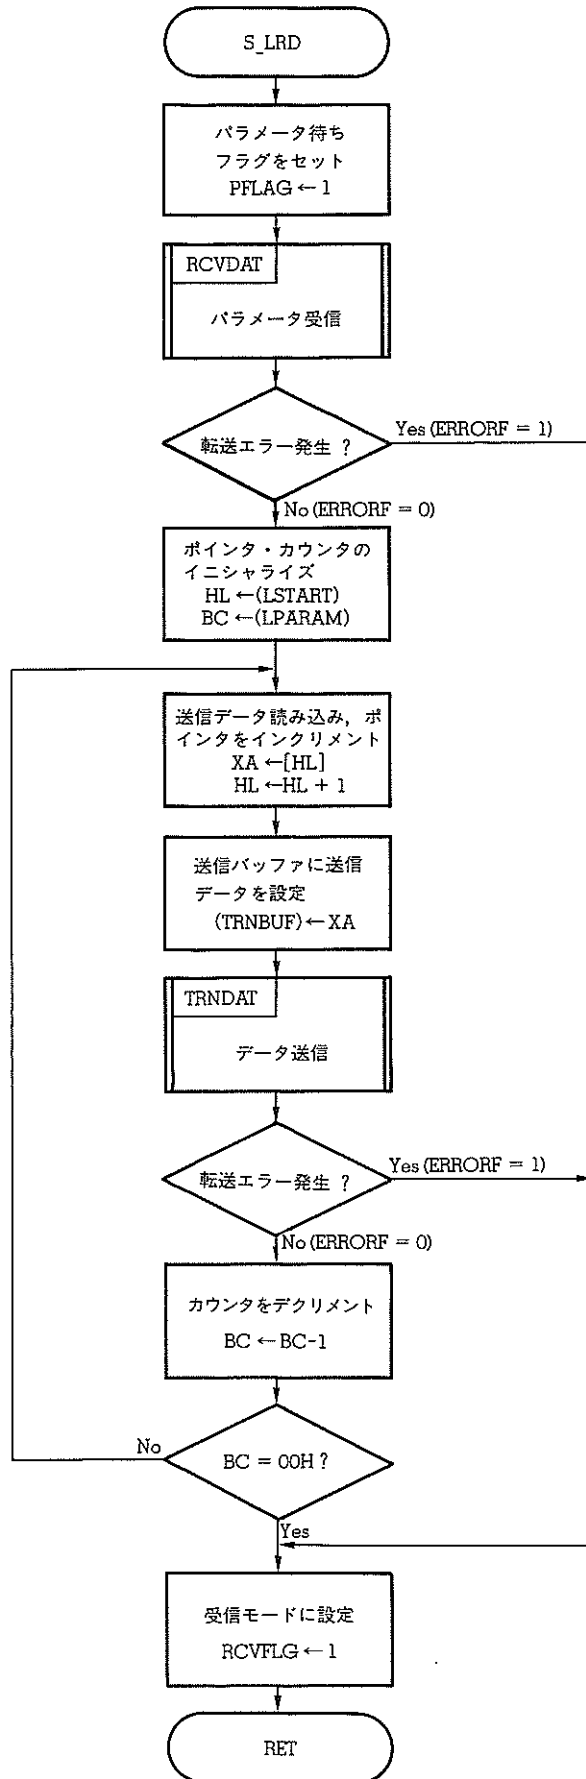 S_LRD
パラメータ待ち
フラグをセット
PFLAG ← 1
RCVDAT
パラメータ受信
転送エラー発生 ?
Yes (ERRORF = 1)
No (ERRORF = 0)
ポインタ・カウンタの
イニシャライズ
HL ← (LSTART)
BC ← (LPARAM)
送信データ読み込み，ポ
インタをインクリメント
XA ← [HL]
HL ← HL + 1
送信バッファに送信
データを設定
(TRNBUF) ← XA
TRNDAT
データ送信
転送エラー発生 ?
Yes (ERRORF = 1)
No (ERRORF = 0)
カウンタをデクリメント
BC ← BC-1
No
BC = 00H ?
Yes
受信モードに設定
RCVFLG ← 1
RET